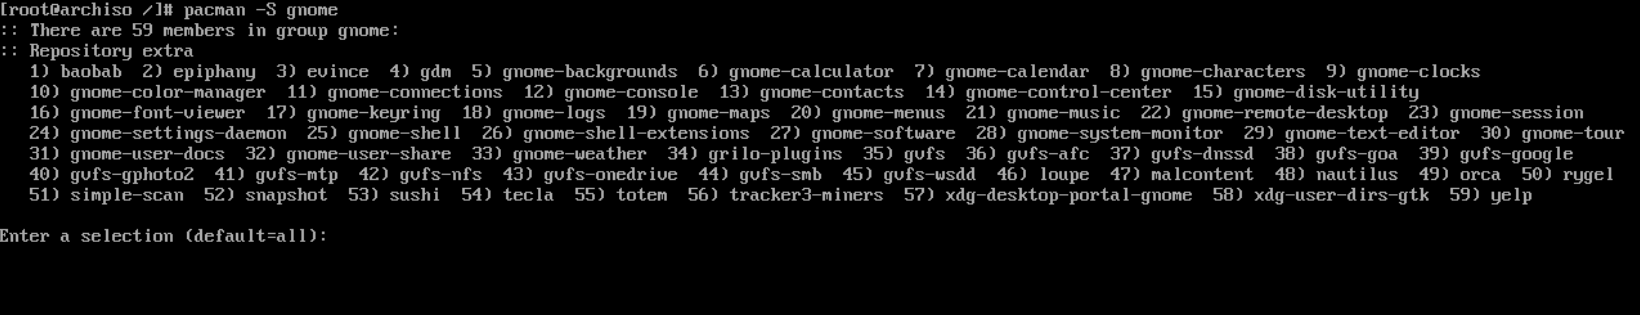 [root@archiso /]# pacman -S gnome
:: There are 59 members in group gnome:
:: Repository extra
   1) baobab  2) epiphany  3) evince  4) gdm  5) gnome-backgrounds  6) gnome-calculator  7) gnome-calendar  8) gnome-characters  9) gnome-clocks
   10) gnome-color-manager  11) gnome-connections  12) gnome-console  13) gnome-contacts  14) gnome-control-center  15) gnome-disk-utility
   16) gnome-font-viewer  17) gnome-keyring  18) gnome-logs  19) gnome-maps  20) gnome-menus  21) gnome-music  22) gnome-remote-desktop  23) gnome-session
   24) gnome-settings-daemon  25) gnome-shell  26) gnome-shell-extensions  27) gnome-software  28) gnome-system-monitor  29) gnome-text-editor  30) gnome-tour
   31) gnome-user-docs  32) gnome-user-share  33) gnome-weather  34) grilo-plugins  35) gvfs  36) gvfs-afc  37) gvfs-dnssd  38) gvfs-goa  39) gvfs-google
   40) gvfs-gphoto2  41) gvfs-mtp  42) gvfs-nfs  43) gvfs-onedrive  44) gvfs-smb  45) gvfs-wsdd  46) loupe  47) malcontent  48) nautilus  49) orca  50) rygel
   51) simple-scan  52) snapshot  53) sushi  54) tecla  55) totem  56) tracker3-miners  57) xdg-desktop-portal-gnome  58) xdg-user-dirs-gtk  59) yelp
Enter a selection (default=all):